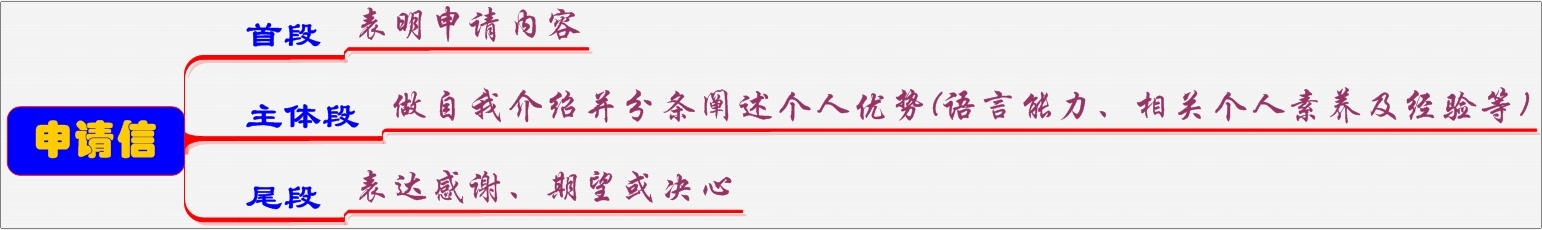 申请信
首段
表明申请内容
主体段
做自我介绍并分条阐述个人优势(语言能力、相关个人素养及经验等)
尾段
表达感谢、期望或决心